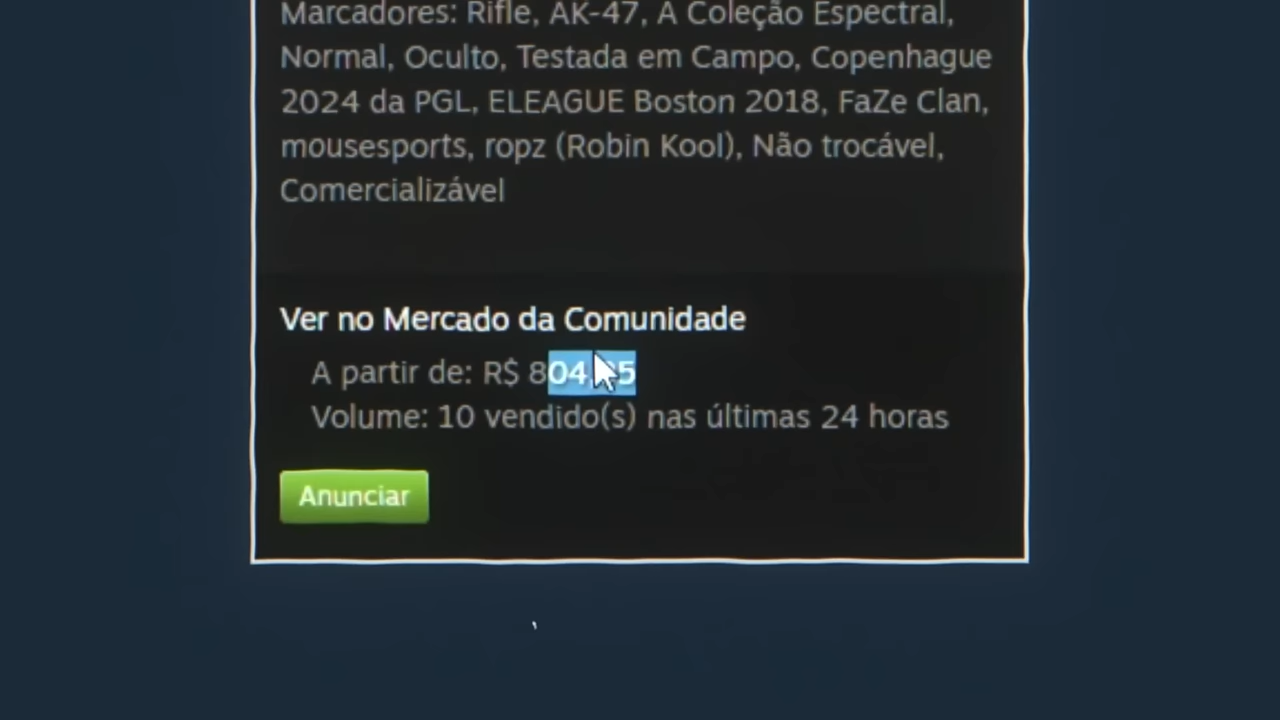 Marcadores: Rifle, AK-47, A Coleção Espectral,
Normal, Oculto, Testada em Campo, Copenhague
2024 da PGL, ELEAGUE Boston 2018, FaZe Clan,
mousesports, ropz (Robin Kool), Não trocável,
Comercializável
Ver no Mercado da Comunidade
A partir de: R$
Volume: 10 vendido(s) nas últimas 24 horas
Anunciar